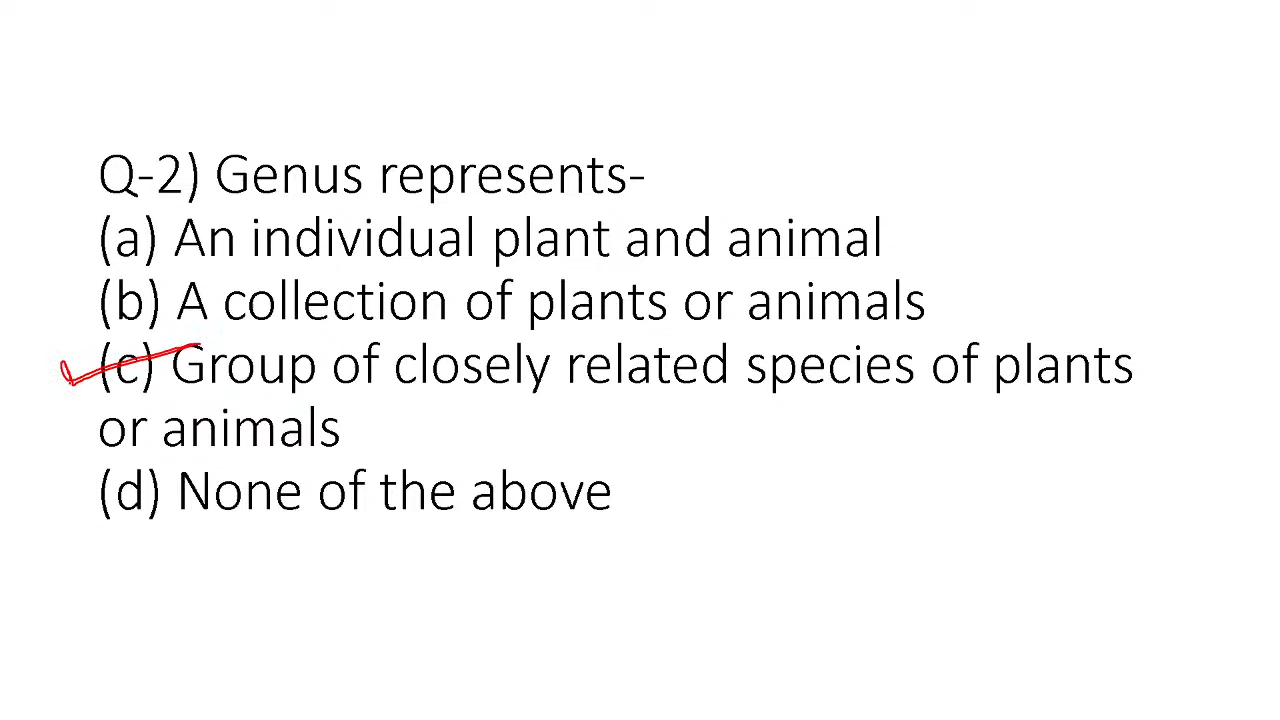 Q-2) Genus represents-
(a) An individual plant and animal
(b) A collection of plants or animals
(c) Group of closely related species of plants
or animals
(d) None of the above